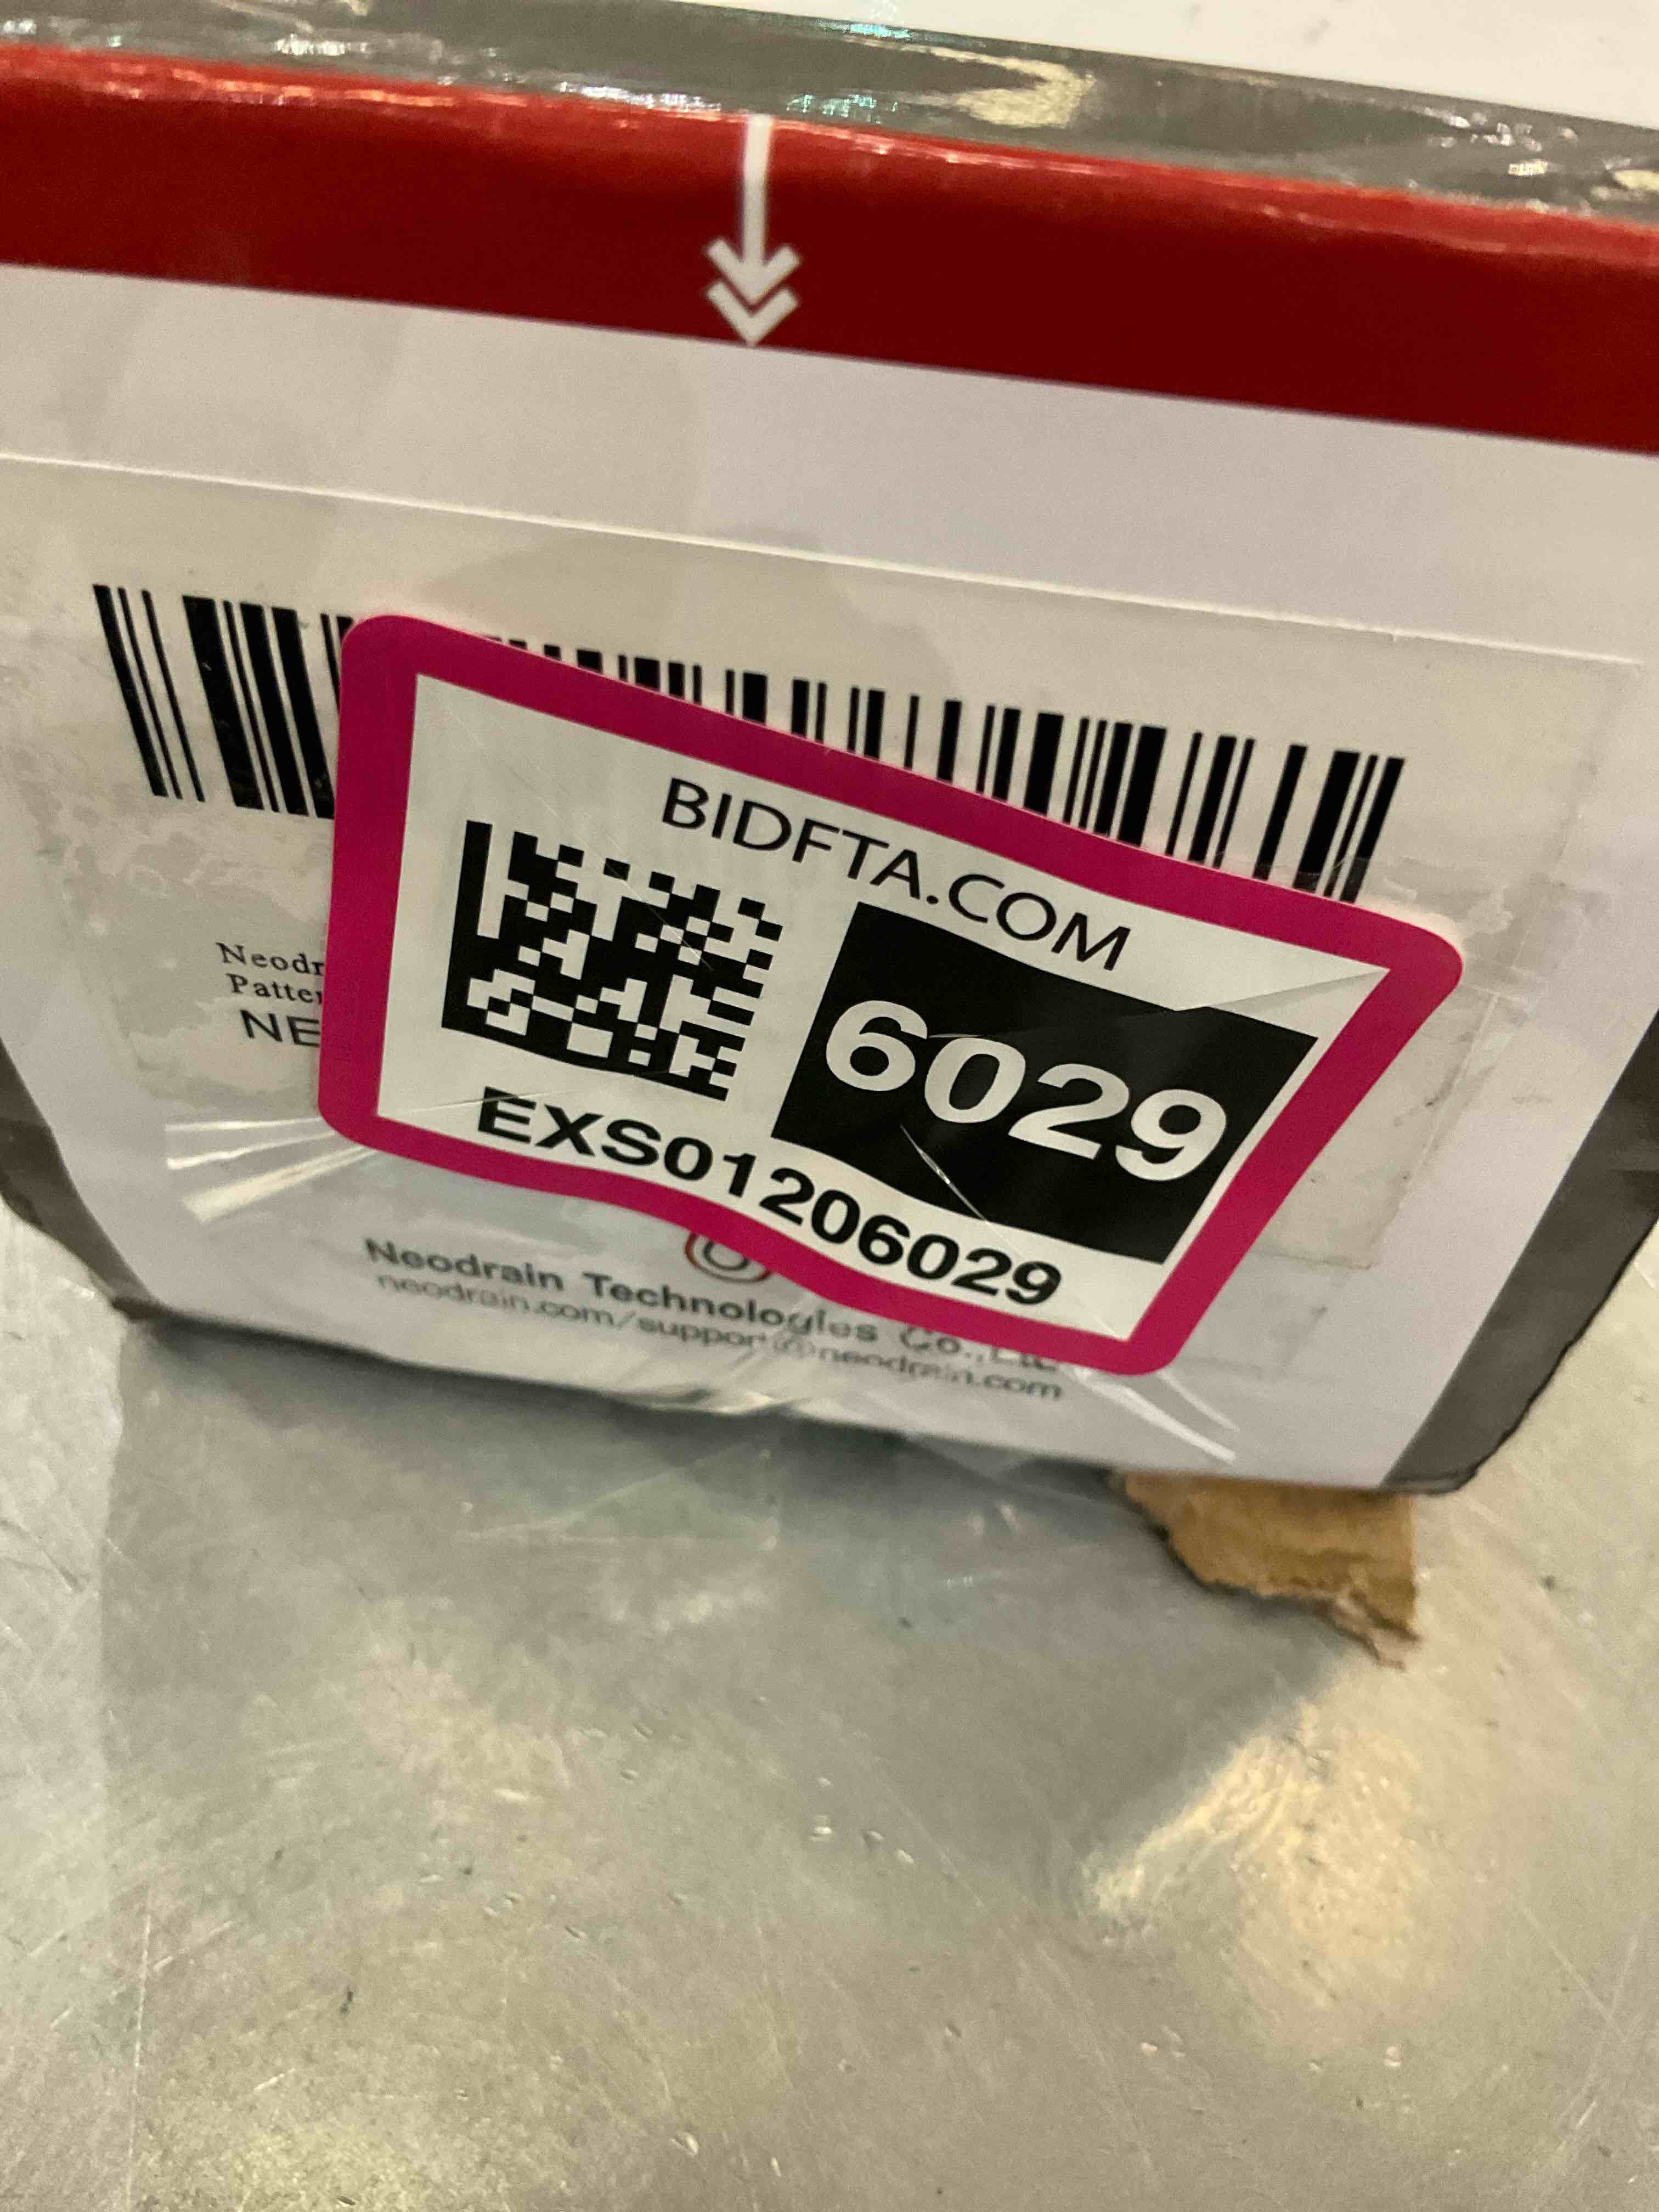 BIDFTA.COM
6029
EXS01206029
Neodr
Patter
NE
Neodrain Technologies Co.,Ltd
neodrain.com/support@neodrain.com